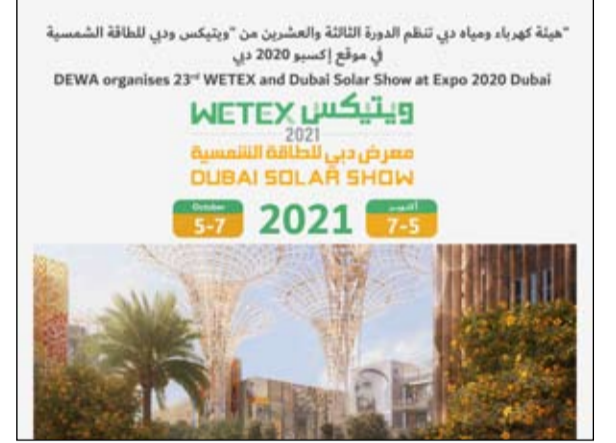 "هيئة كهرباء ومياه دبي تنظم الدورة الثالثة والعشرين من "ويتيكس ودبي للطاقة الشمسية
في موقع إكسبو 2020 دبي
DEWA organises 23rd WETEX and Dubai Solar Show at Expo 2020 Dubai
WETEX ويتيكس
2021
معرض دبي للطاقة الشمسية
DUBAI SOLAR SHOW
October 5-7 2021 أكتوبر 7-5